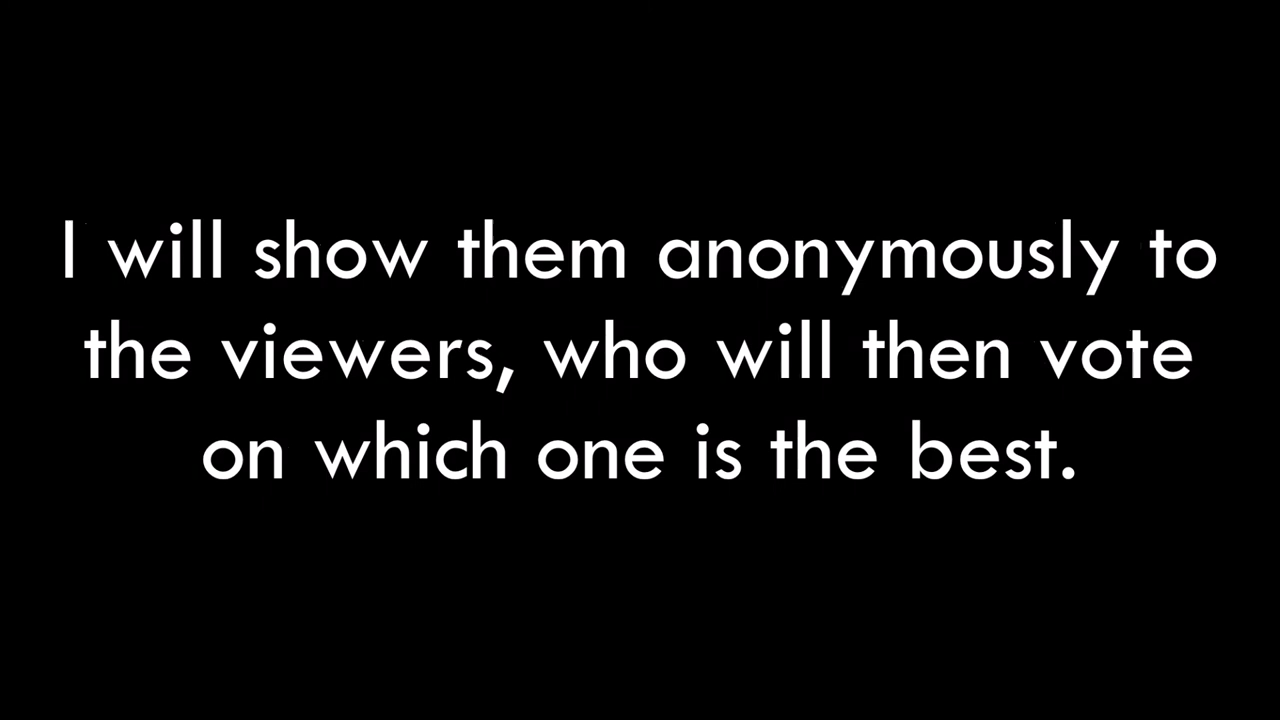 I will show them anonymously to
the viewers, who will then vote
on which one is the best.